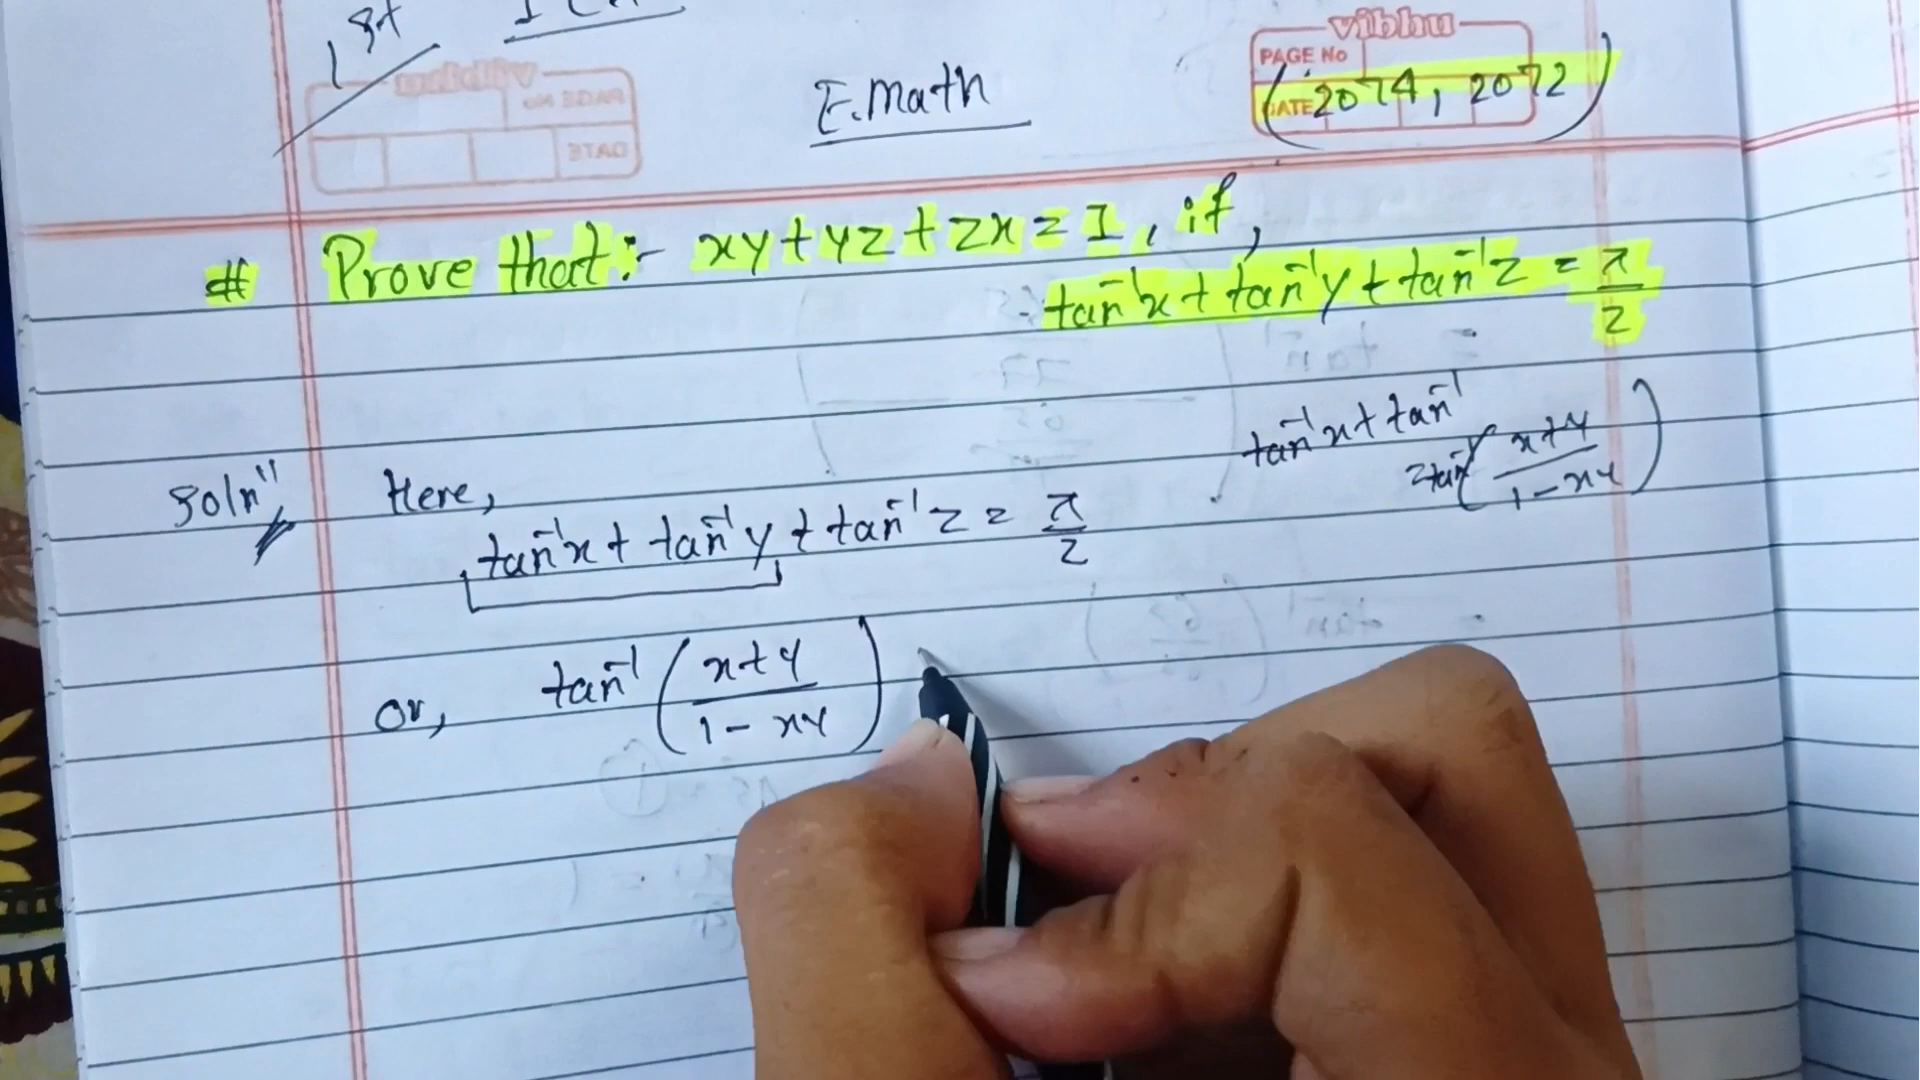 1st
E.Math
vibhu
PAGE No
DATE
(2074, 2072)
# Prove that:- xy+yz+zx=1, if,
tan⁻¹x + tan⁻¹y + tan⁻¹z = π/2
Soln"
Here,
tan⁻¹x + tan⁻¹y + tan⁻¹z = π/2
tan⁻¹x + tan⁻¹y
= tan⁻¹(x+y / 1-xy)
or, tan⁻¹(x+y / 1-xy)